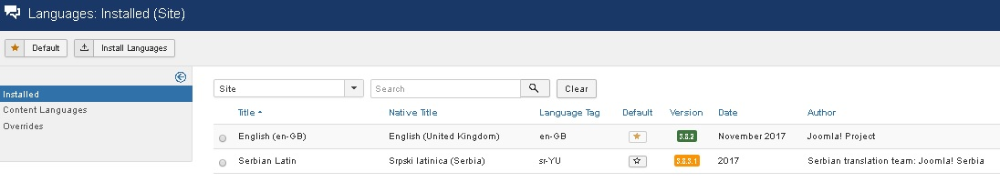 Languages: Installed (Site)
Default Install Languages
Installed
Content Languages
Overrides
Site Search Clear
Title Native Title Language Tag Default Version Date Author
English (en-GB) English (United Kingdom) en-GB 3.8.2 November 2017 Joomla! Project
Serbian Latin Srpski latinica (Serbia) sr-YU 3.8.3.1 2017 Serbian translation team: Joomla! Serbia